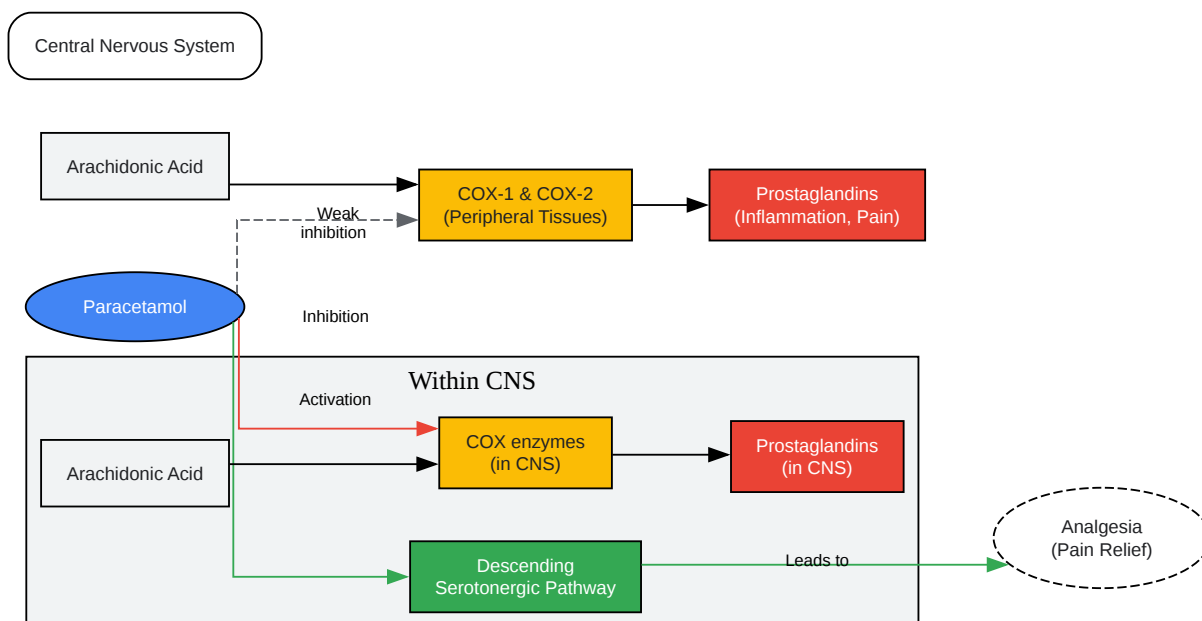 Central Nervous System
Arachidonic Acid
COX-1 & COX-2
(Peripheral Tissues)
Prostaglandins
(Inflammation, Pain)
Weak
inhibition
Paracetamol
Inhibition
Within CNS
Activation
Arachidonic Acid
COX enzymes
(in CNS)
Prostaglandins
(in CNS)
Descending
Serotonergic Pathway
Leads to
Analgesia
(Pain Relief)